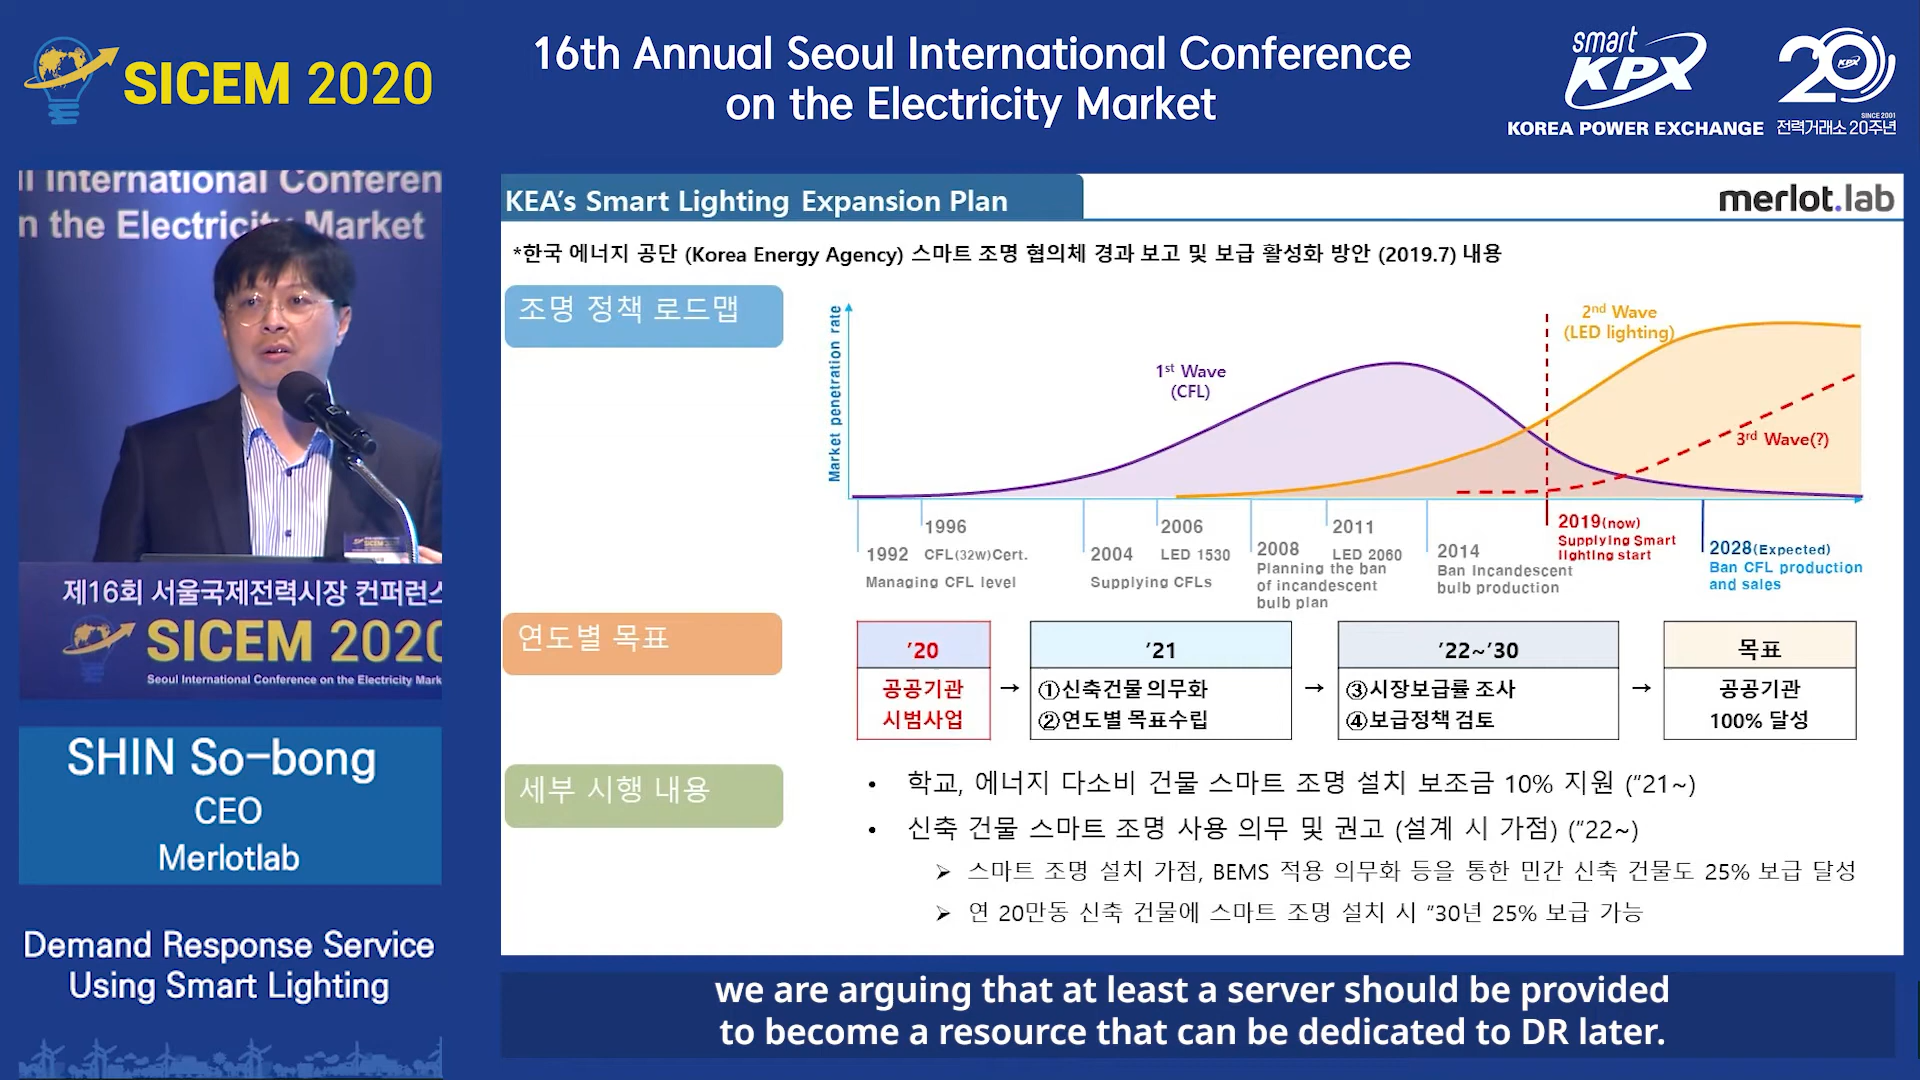 SICEM 2020
16th Annual Seoul International Conference
on the Electricity Market
smart
KPX
KOREA POWER EXCHANGE
20
KPX
SINCE 2001
전력거래소 20주년
l International Conferen
n the Electricity Market
제16회 서울국제전력시장 컨퍼런스
SICEM 2020
Seoul International Conference on the Electricity Mark
SHIN So-bong
CEO
Merlotlab
Demand Response Service
Using Smart Lighting
KEA's Smart Lighting Expansion Plan
merlot.lab
*한국 에너지 공단 (Korea Energy Agency) 스마트 조명 협의체 경과 보고 및 보급 활성화 방안 (2019.7) 내용
조명 정책 로드맵
Market penetration rate
1st Wave
(CFL)
2nd Wave
(LED lighting)
3rd Wave(?)
1992
Managing CFL level
1996
CFL(32w)Cert.
2004
Supplying CFLs
2006
LED 1530
2008
Planning the ban
of incandescent
bulb plan
2011
LED 2060
2014
Ban Incandescent
bulb production
2019(now)
Supplying Smart
lighting start
2028(Expected)
Ban CFL production
and sales
연도별 목표
'20
공공기관
시범사업
→
'21
①신축건물 의무화
②연도별 목표수립
→
'22~'30
③시장보급률 조사
④보급정책 검토
→
목표
공공기관
100% 달성
세부 시행 내용
• 학교, 에너지 다소비 건물 스마트 조명 설치 보조금 10% 지원 ("21~)
• 신축 건물 스마트 조명 사용 의무 및 권고 (설계 시 가점) ("22~)
➢ 스마트 조명 설치 가점, BEMS 적용 의무화 등을 통한 민간 신축 건물도 25% 보급 달성
➢ 연 20만동 신축 건물에 스마트 조명 설치 시 "30년 25% 보급 가능
we are arguing that at least a server should be provided
to become a resource that can be dedicated to DR later.